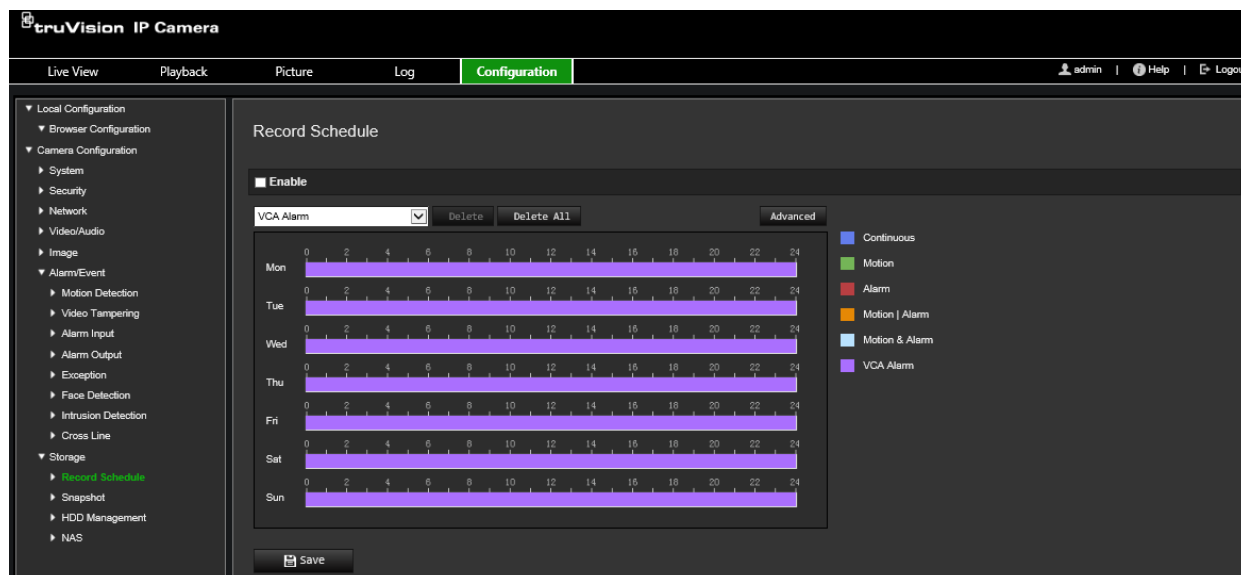 truVision IP Camera
Live View Playback Picture Log Configuration admin | Help | Logou
Local Configuration
Browser Configuration
Camera Configuration
System
Security
Network
Video/Audio
Image
Alarm/Event
Motion Detection
Video Tampering
Alarm Input
Alarm Output
Exception
Face Detection
Intrusion Detection
Cross Line
Storage
Record Schedule
Snapshot
HDD Management
NAS
Record Schedule
Enable
VCA Alarm Delete Delete All Advanced
0 2 4 6 8 10 12 14 16 18 20 22 24
Mon
0 2 4 6 8 10 12 14 16 18 20 22 24
Tue
0 2 4 6 8 10 12 14 16 18 20 22 24
Wed
0 2 4 6 8 10 12 14 16 18 20 22 24
Thu
0 2 4 6 8 10 12 14 16 18 20 22 24
Fri
0 2 4 6 8 10 12 14 16 18 20 22 24
Sat
0 2 4 6 8 10 12 14 16 18 20 22 24
Sun
Continuous
Motion
Alarm
Motion | Alarm
Motion & Alarm
VCA Alarm
Save